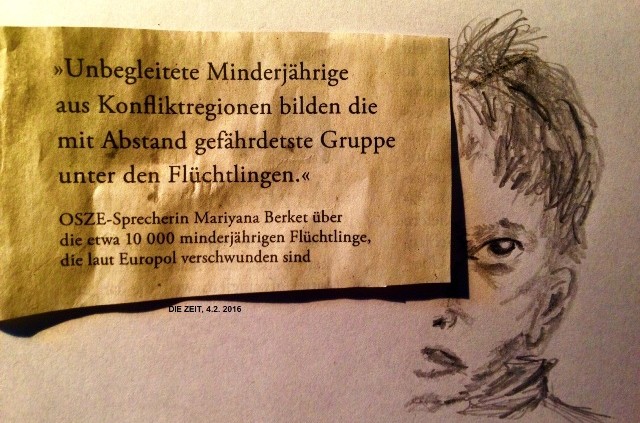 »Unbegleitete Minderjährige
aus Konfliktregionen bilden die
mit Abstand gefährdetste Gruppe
unter den Flüchtlingen.«
OSZE-Sprecherin Mariyana Berket über
die etwa 10 000 minderjährigen Flüchtlinge,
die laut Europol verschwunden sind
DIE ZEIT, 4.2. 2016